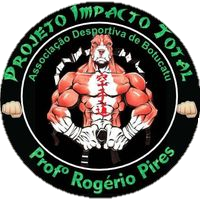 Projeto Impacto Total
Associação Desportiva de Botucatu
Profº Rogério Pires